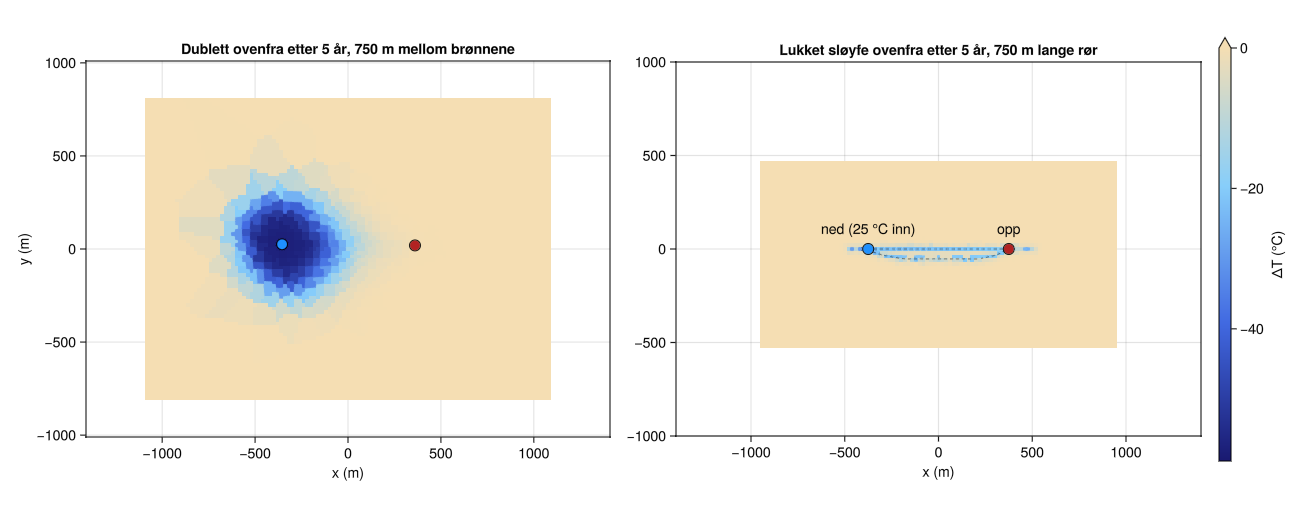 Dublett ovenfra etter 5 år, 750 m mellom brønnene
1000
500
0
−500
−1000
y (m)
−1000
−500
0
500
1000
x (m)
Lukket sløyfe ovenfra etter 5 år, 750 m lange rør
1000
500
0
−500
−1000
ned (25 °C inn)
opp
−1000
−500
0
500
1000
x (m)
0
−20
−40
ΔT (°C)